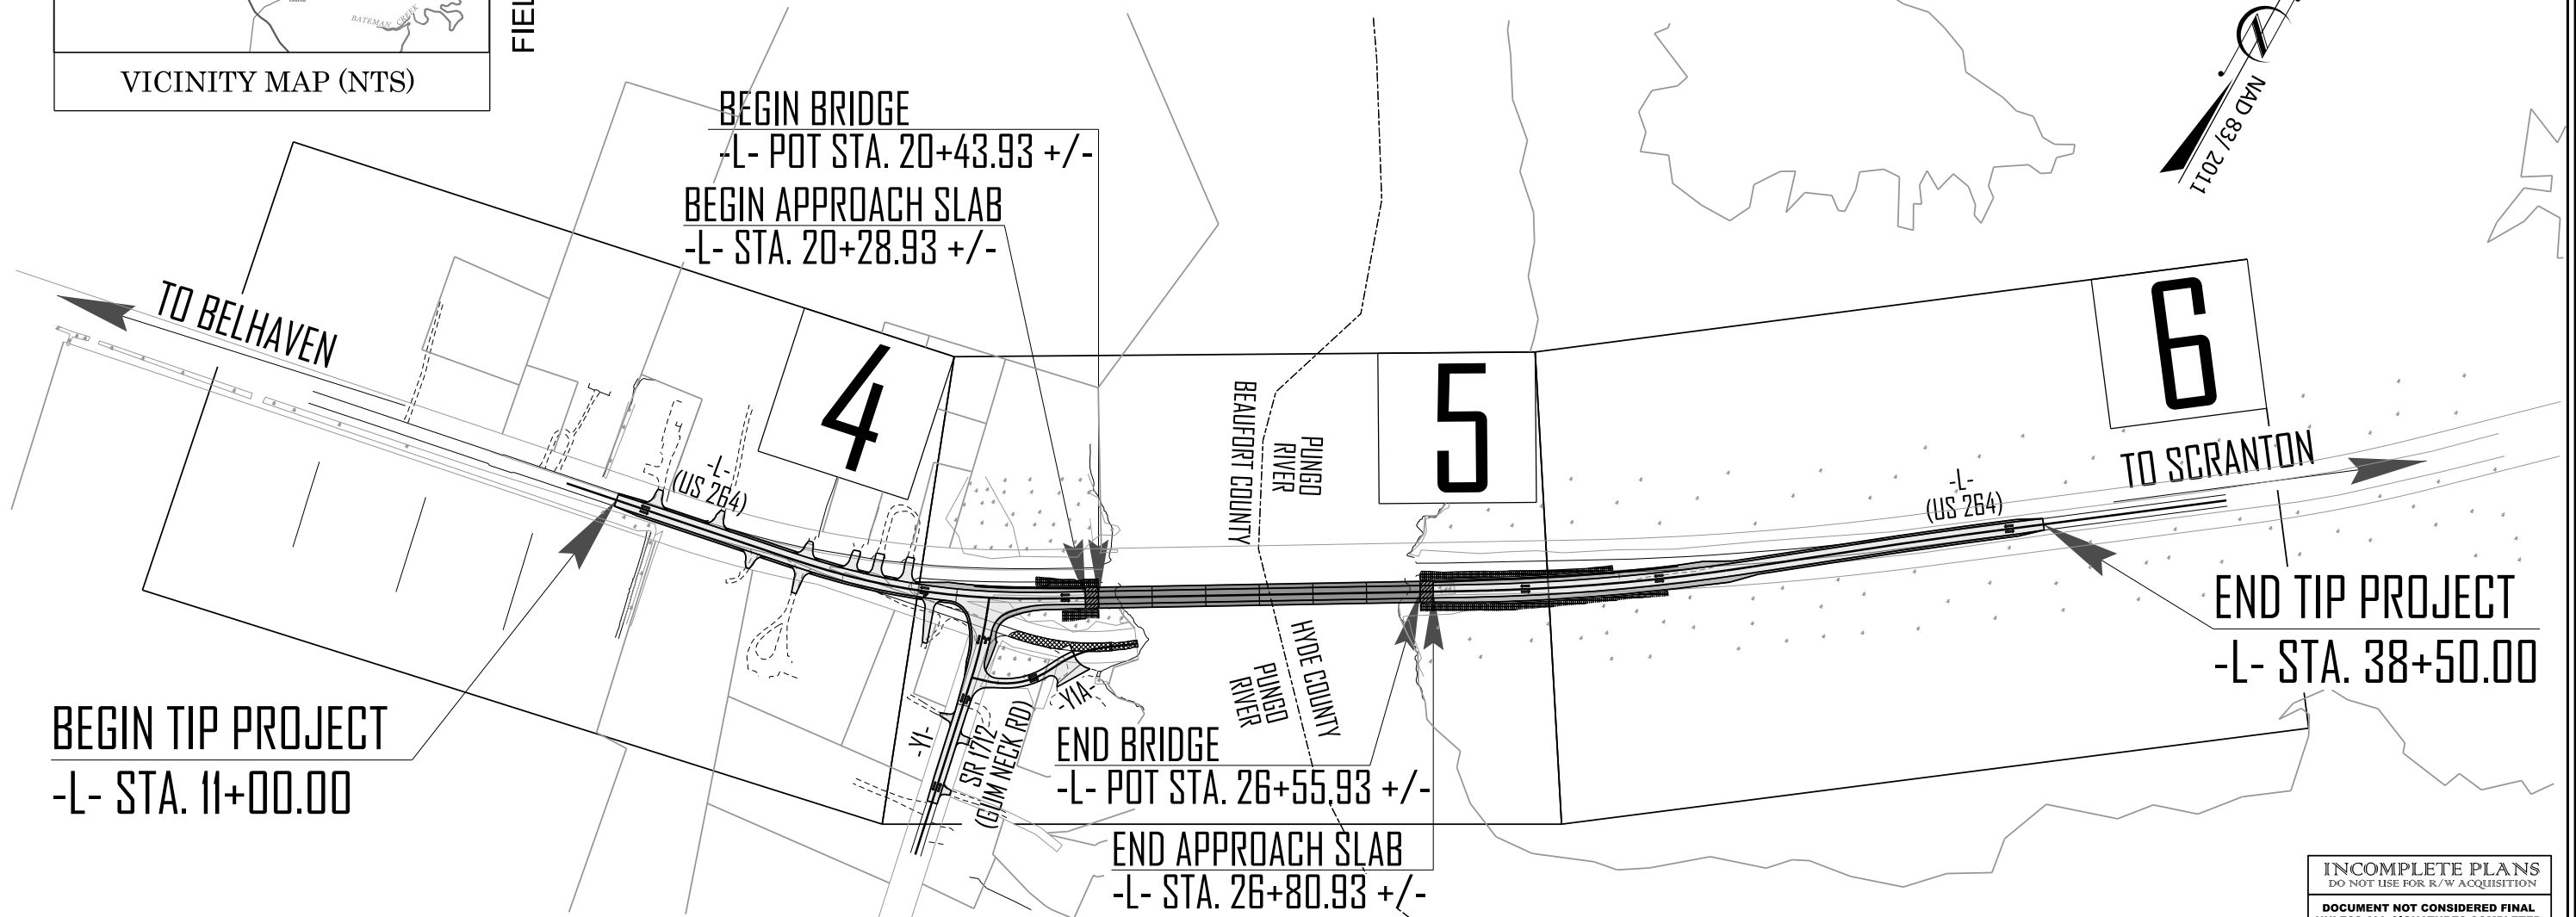 BATEMAN CREEK
VICINITY MAP (NTS)
FIEL
NAD 83/ 2011
BEGIN BRIDGE
-L- POT STA. 20+43.93 +/-
BEGIN APPROACH SLAB
-L- STA. 20+28.93 +/-
TO BELHAVEN
4
5
6
-L-
(US 264)
BEAUFORT COUNTY
PUNGO
RIVER
-L-
(US 264)
TO SCRANTON
BEGIN TIP PROJECT
-L- STA. 11+00.00
-Y1-
SR 1712
(GUM NECK RD)
-Y1A-
HYDE COUNTY
PUNGO
RIVER
END BRIDGE
-L- POT STA. 26+55.93 +/-
END APPROACH SLAB
-L- STA. 26+80.93 +/-
END TIP PROJECT
-L- STA. 38+50.00
INCOMPLETE PLANS
DO NOT USE FOR R/W ACQUISITION
DOCUMENT NOT CONSIDERED FINAL
UNLESS ALL SIGNATURES COMPLETED